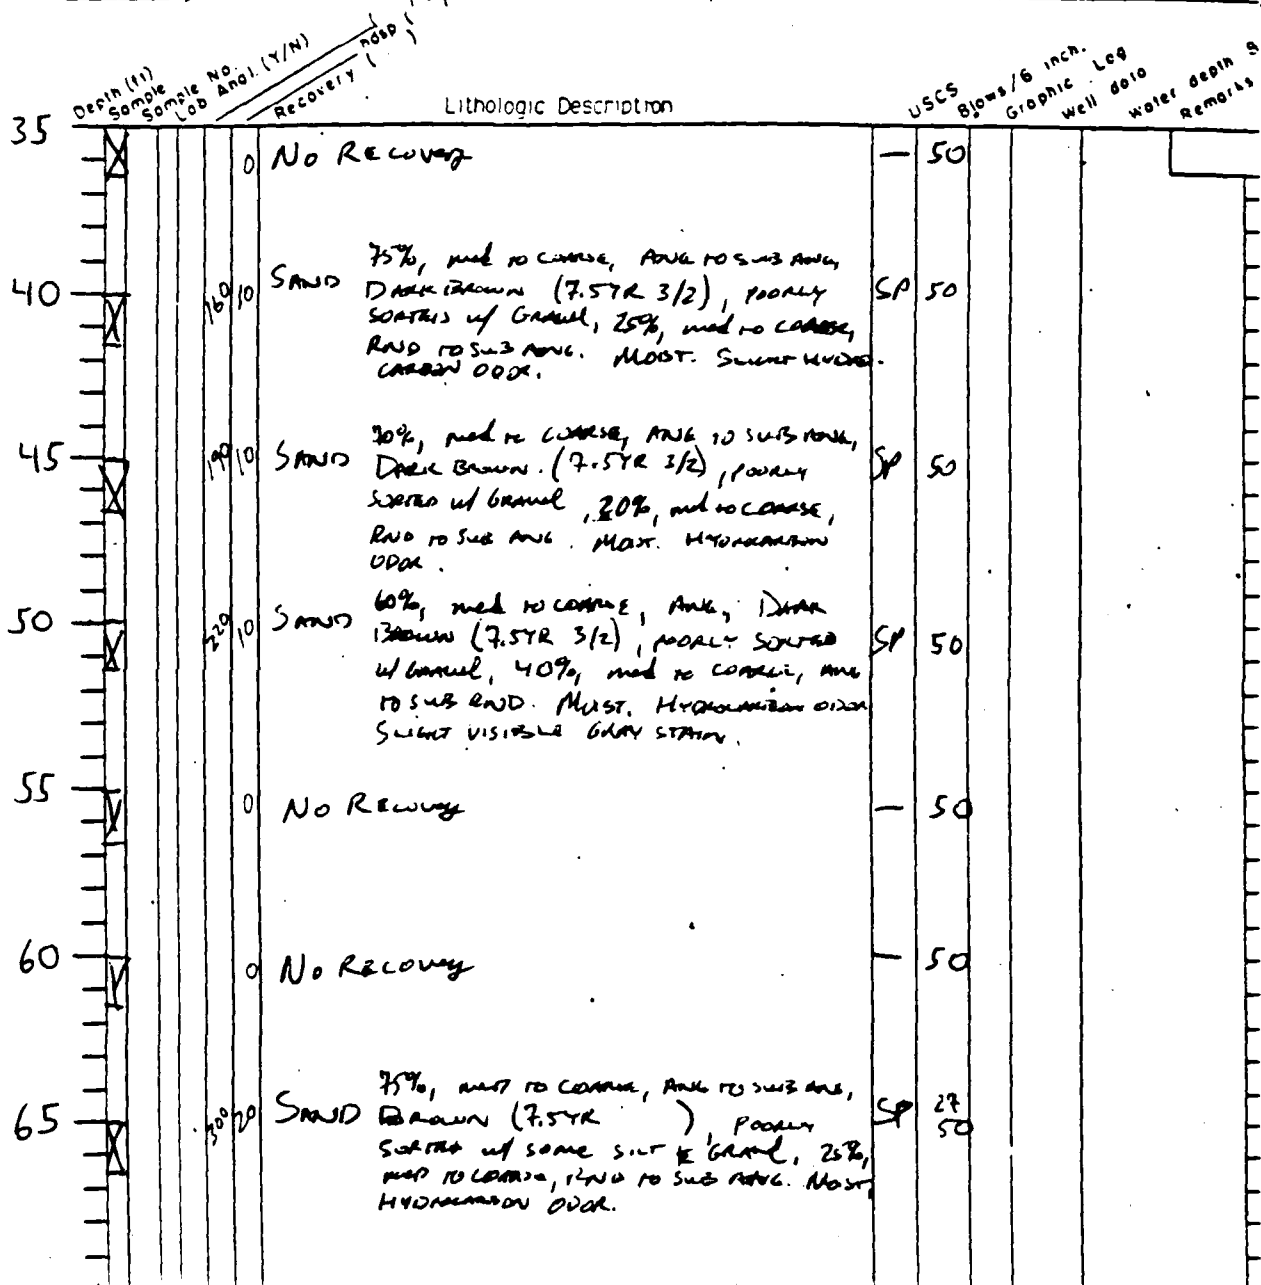 Depth (ft)
Sample
Sample No.
Lab Anal. (Y/N)
Recovery ( )
Lithologic Description
USCS
Blows/6 inch.
Graphic Log
Well data
Water depth
Remarks
35
0 No Recovery — 50
75%, med to coarse, Ang to sub ang,
40 160 10 Sand Dark Brown (7.5YR 3/2), poorly SP 50
sorted w/ Gravel, 25%, med to coarse,
Rnd to sub ang. Moist. Slight hydro-
carbon odor.
med to coarse, Ang to sub ang,
45 190 10 Sand Dark Brown. (7.5YR 3/2), poorly SP 50
sorted w/ Gravel, 20%, med to coarse,
Rnd to sub ang. Moist. Hydrocarbon
odor.
60%, med to coarse, Ang, Dark
50 220 10 Sand Brown (7.5YR 3/2), poorly sorted SP 50
w/ gravel, 40%, med to coarse, ang
to sub rnd. Moist. Hydrocarbon odor
Slight visible gray stain.
55 0 No Recovery — 50
60 0 No Recovery — 50
75%, med to coarse, Ang to sub ang,
65 300 20 Sand Brown (7.5YR ), poorly SP 27
50
sorted w/ some silt & Gravel, 25%,
med to coarse, rnd to sub ang. Moist,
Hydrocarbon odor.